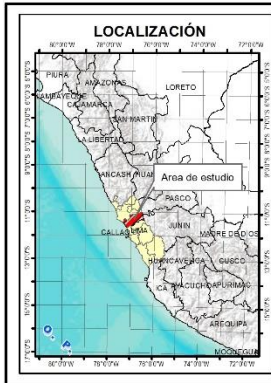 LOCALIZACIÓN
80°0'0"W 78°0'0"W 76°0'0"W 74°0'0"W 72°0'0"W
PIURA
AMAZONAS
LORETO
LAMBAYEQUE
CAJAMARCA
SAN MARTIN
LA LIBERTAD
ANCASH
Area de estudio
PASCO
CALLAO LIMA
JUNIN
MADRE DE DIOS
HUANCAVELICA
CUSCO
ICA
AYACUCHO
APURIMAC
AREQUIPA
MOQUEGUA
80°0'0"W 78°0'0"W 76°0'0"W 74°0'0"W 72°0'0"W